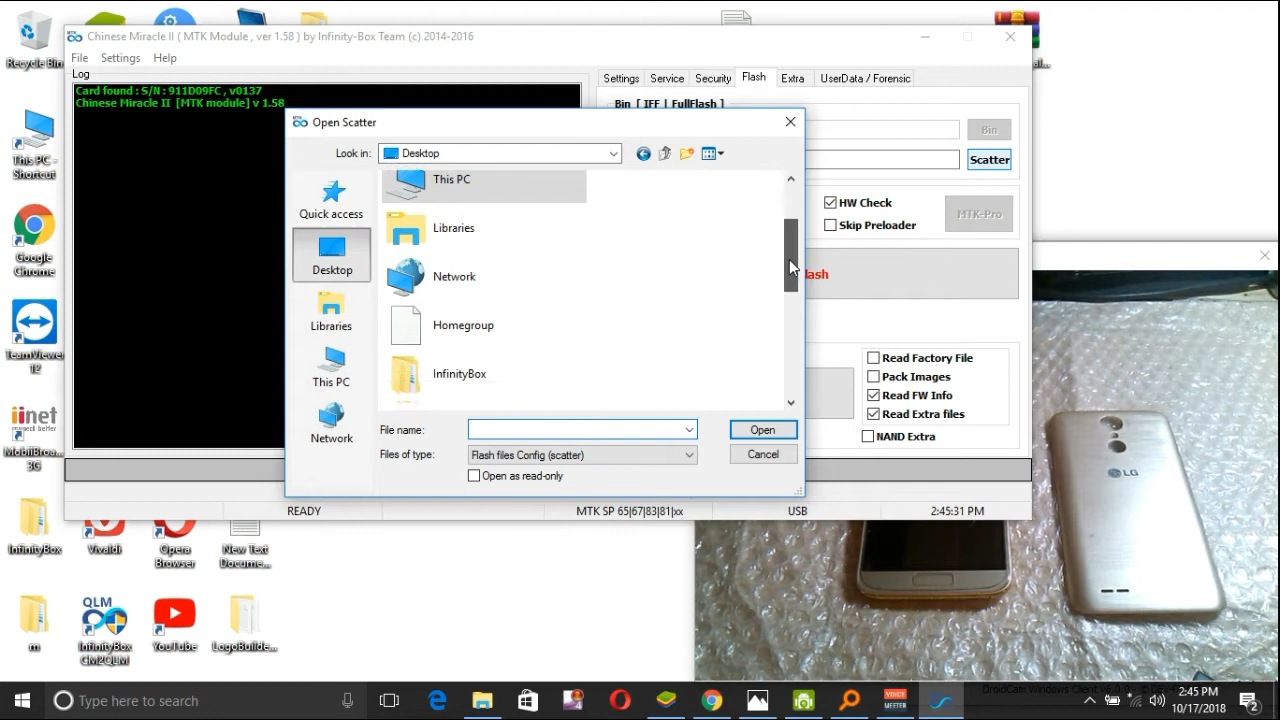 Recycle Bin
This PC -
Shortcut
Google
Chrome
TeamViewer
12
iinet
MobilBroa...
3G
InfinityBox
Vivaldi
Opera
Browser
New Text
Docume...
m
InfinityBox
CM2QLM
YouTube
LogoBuilde...
Chinese Miracle II ( MTK Module , ver 1.58 ) by Infinity-Box Team (c) 2014-2016
File Settings Help
Log
Card found : S/N : 911D09FC , v0137
Chinese Miracle II [MTK module] v 1.58
Settings Service Security Flash Extra UserData / Forensic
Bin [ IFF | FullFlash ]
Bin
Scatter
HW Check
Skip Preloader
MTK-Pro
lash
Read Factory File
Pack Images
Read FW Info
Read Extra files
NAND Extra
Open Scatter
Look in: Desktop
Quick access
Desktop
Libraries
This PC
Network
This PC
Libraries
Network
Homegroup
InfinityBox
File name:
Open
Files of type: Flash files Config (scatter)
Cancel
Open as read-only
READY MTK SP 65|67|83|81|xx USB 2:45:31 PM
LG
QLM
Type here to search
VOICE
MEETER
2:45 PM
10/17/2018
2